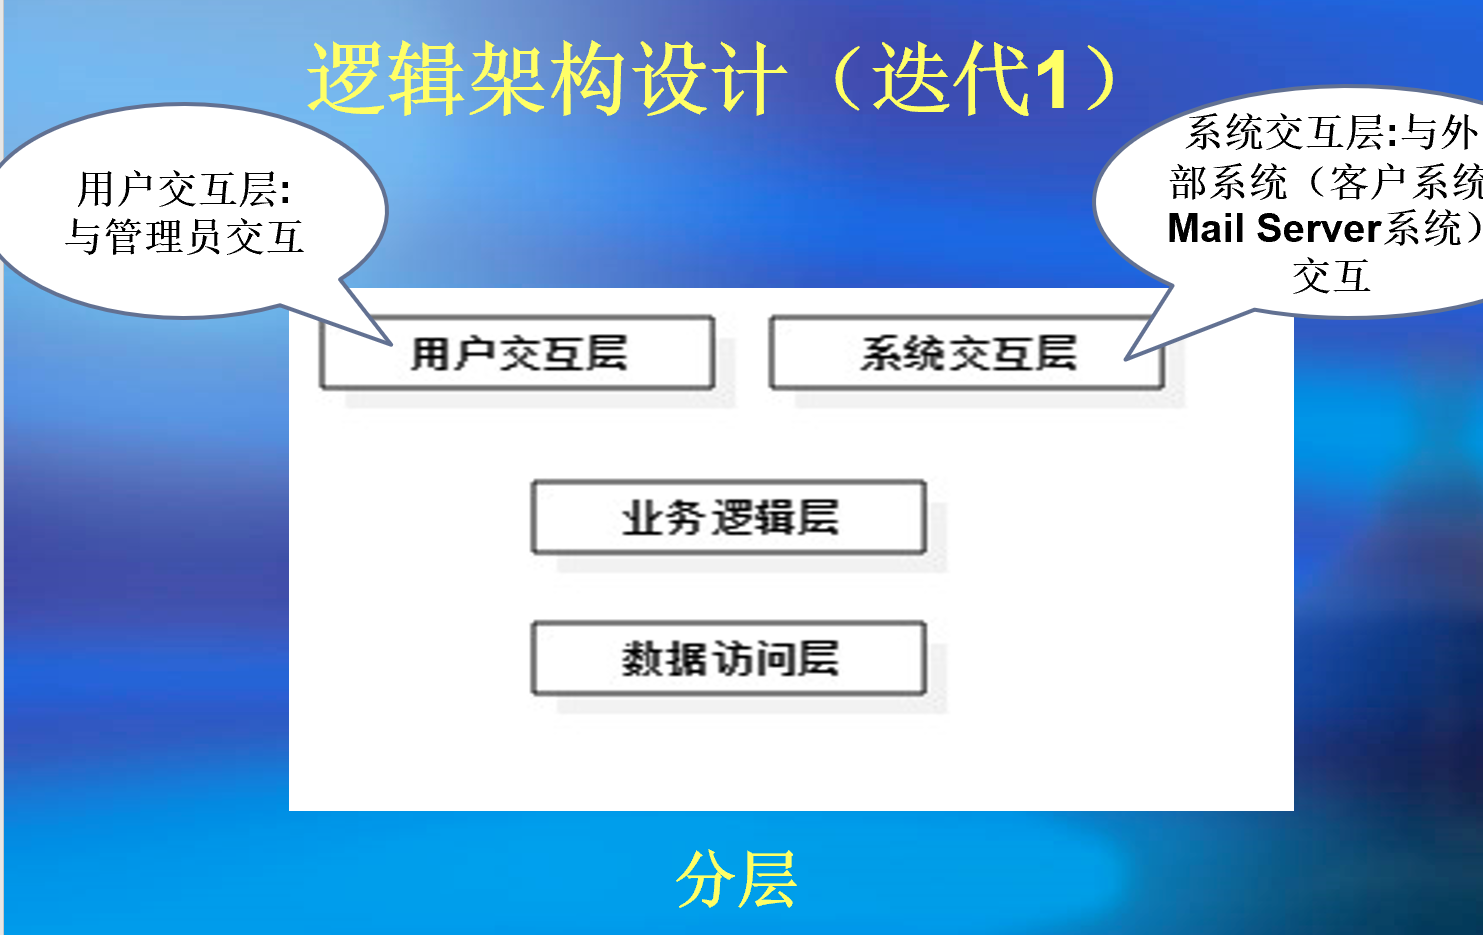 逻辑架构设计（迭代1）
用户交互层:
与管理员交互
系统交互层:与外
部系统（客户系统
Mail Server系统）
交互
用户交互层
系统交互层
业务逻辑层
数据访问层
分层